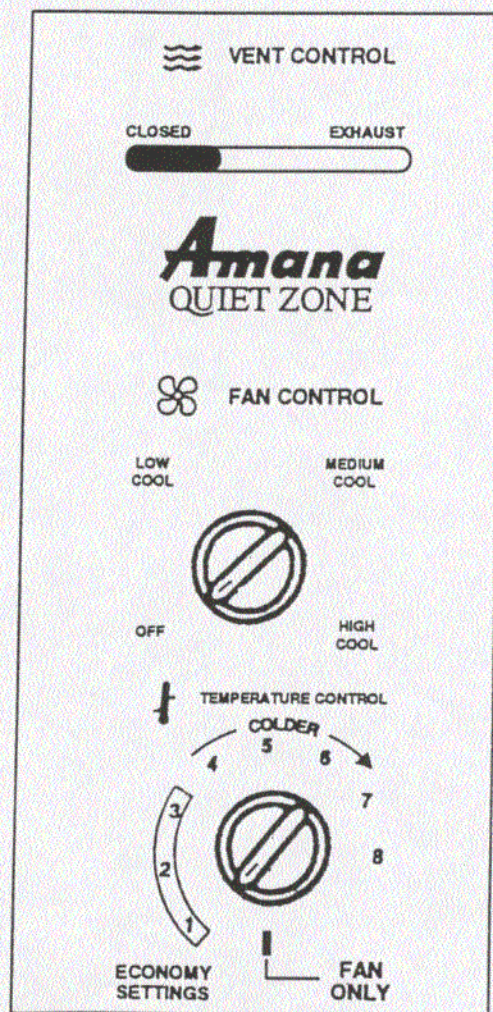 VENT CONTROL
CLOSED EXHAUST
Amana
QUIET ZONE
FAN CONTROL
LOW
COOL
MEDIUM
COOL
OFF
HIGH
COOL
TEMPERATURE CONTROL
COLDER
4 5 6
3 7
2 8
1
ECONOMY
SETTINGS
FAN
ONLY